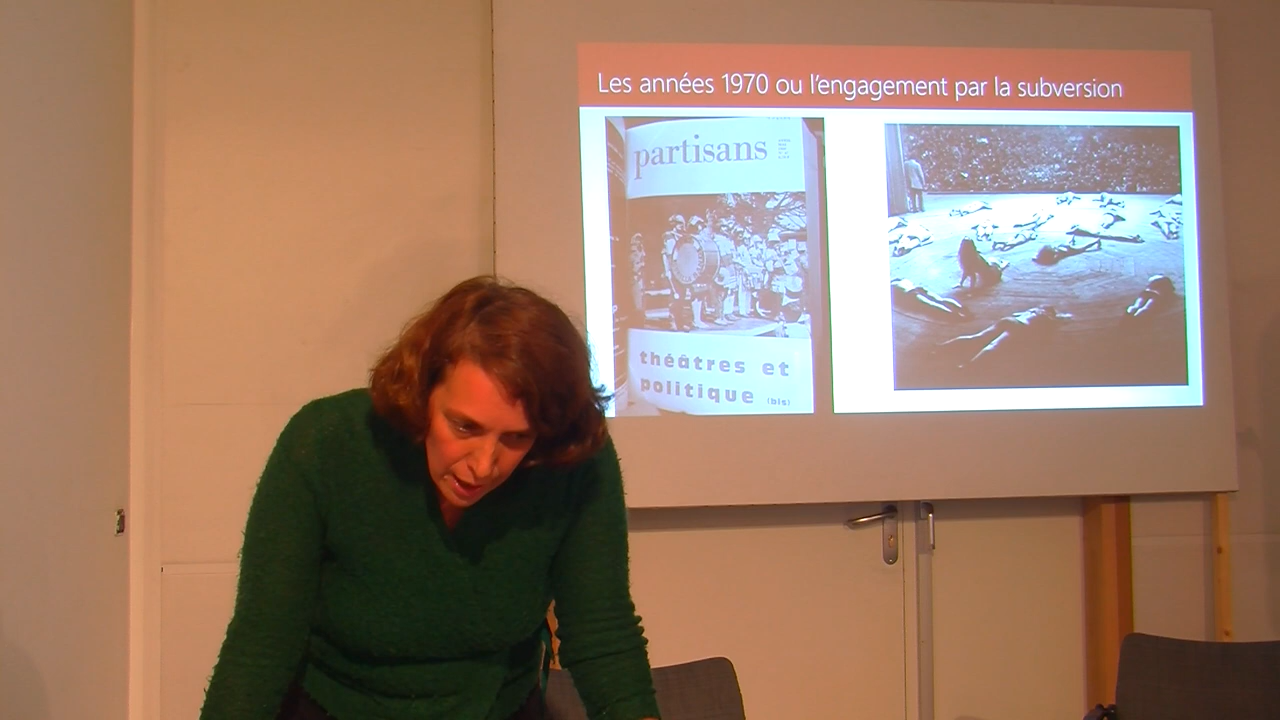 Les années 1970 ou l'engagement par la subversion
partisans
théâtres et
politique (bis)